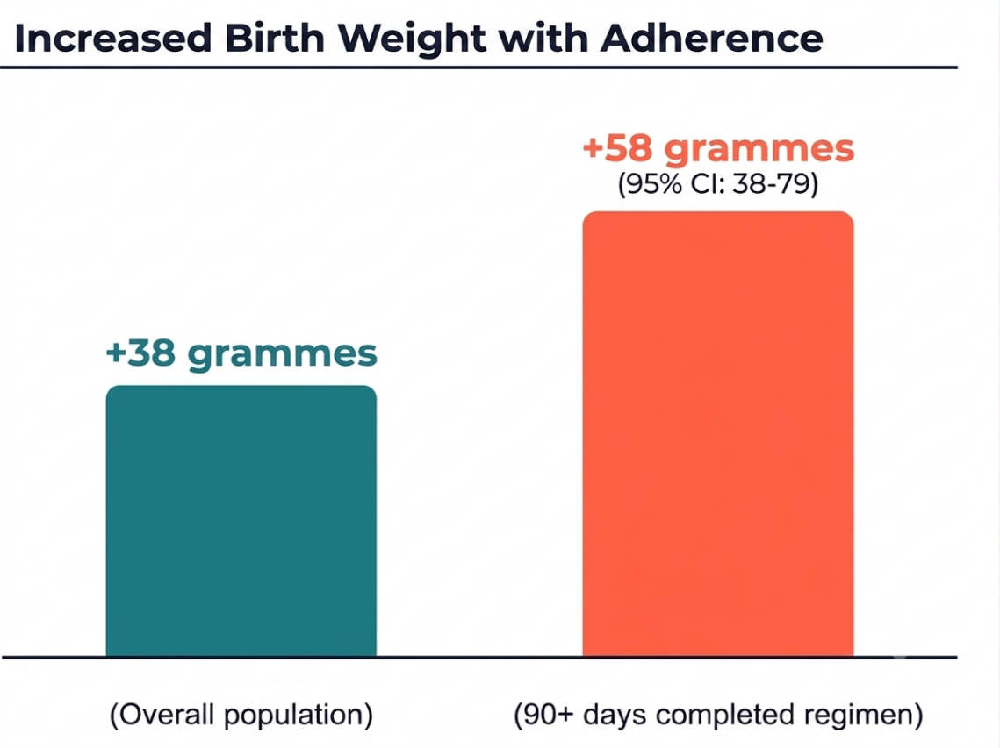 Increased Birth Weight with Adherence
+58 grammes
(95% CI: 38-79)
+38 grammes
(Overall population)
(90+ days completed regimen)